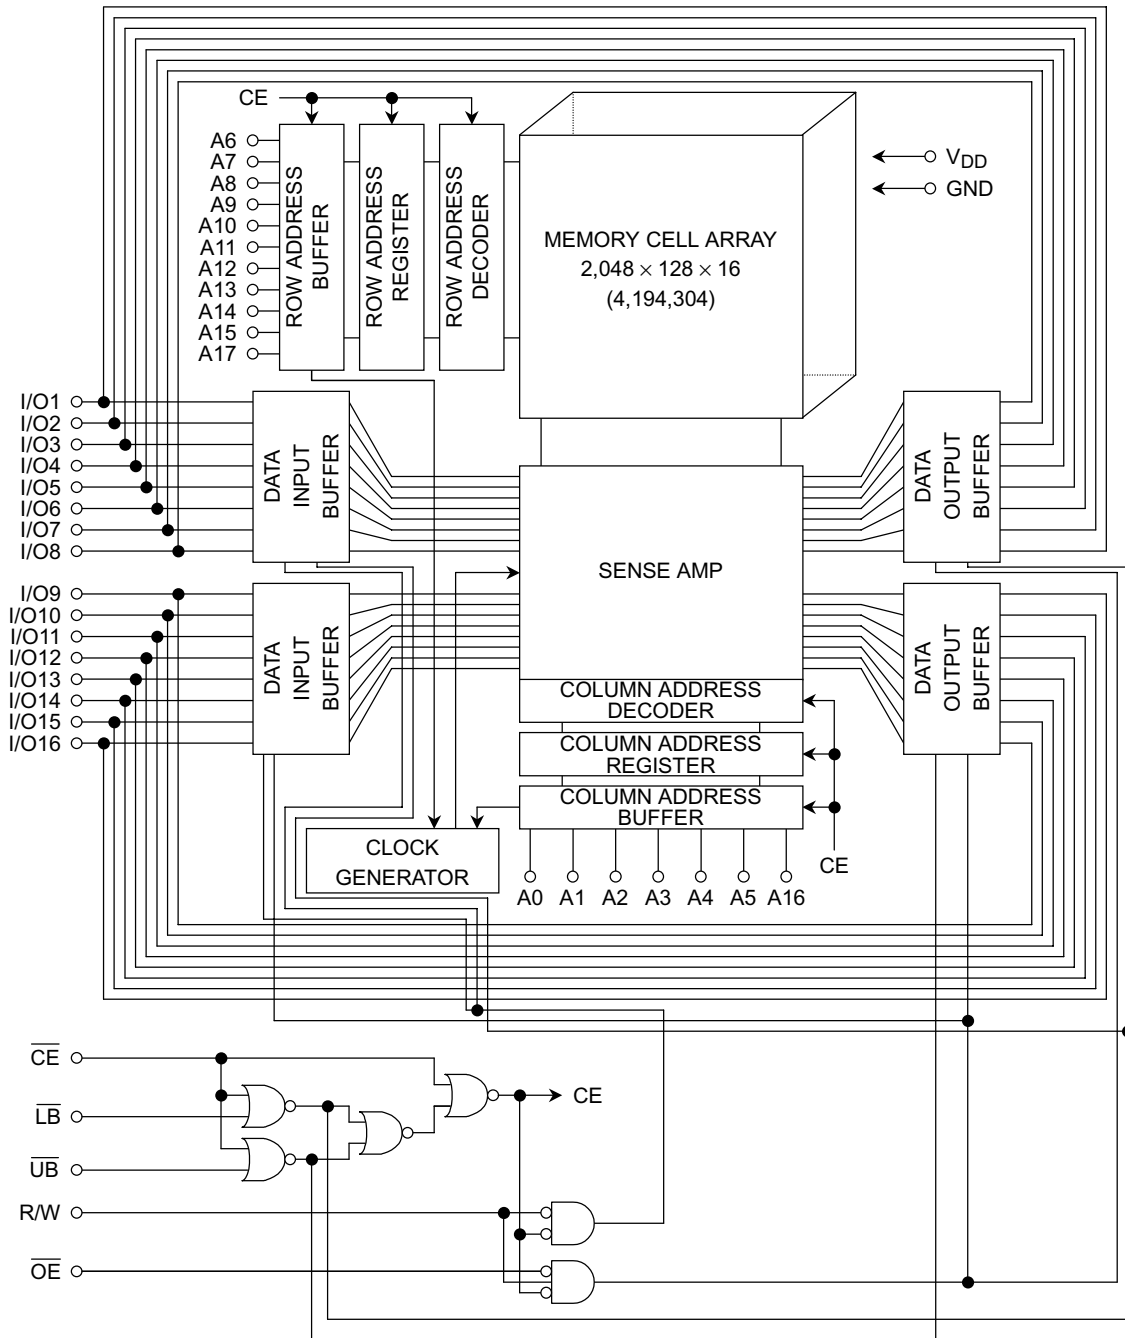 CE
A6
A7
A8
A9
A10
A11
A12
A13
A14
A15
A17
ROW ADDRESS
BUFFER
ROW ADDRESS
REGISTER
ROW ADDRESS
DECODER
MEMORY CELL ARRAY
2,048 × 128 × 16
(4,194,304)
VDD
GND
I/O1
I/O2
I/O3
I/O4
I/O5
I/O6
I/O7
I/O8
DATA
INPUT
BUFFER
SENSE AMP
DATA
OUTPUT
BUFFER
I/O9
I/O10
I/O11
I/O12
I/O13
I/O14
I/O15
I/O16
DATA
INPUT
BUFFER
DATA
OUTPUT
BUFFER
COLUMN ADDRESS
DECODER
COLUMN ADDRESS
REGISTER
COLUMN ADDRESS
BUFFER
CLOCK
GENERATOR
A0
A1
A2
A3
A4
A5
A16
CE
C̅E̅
CE
L̅B̅
U̅B̅
R/W
O̅E̅